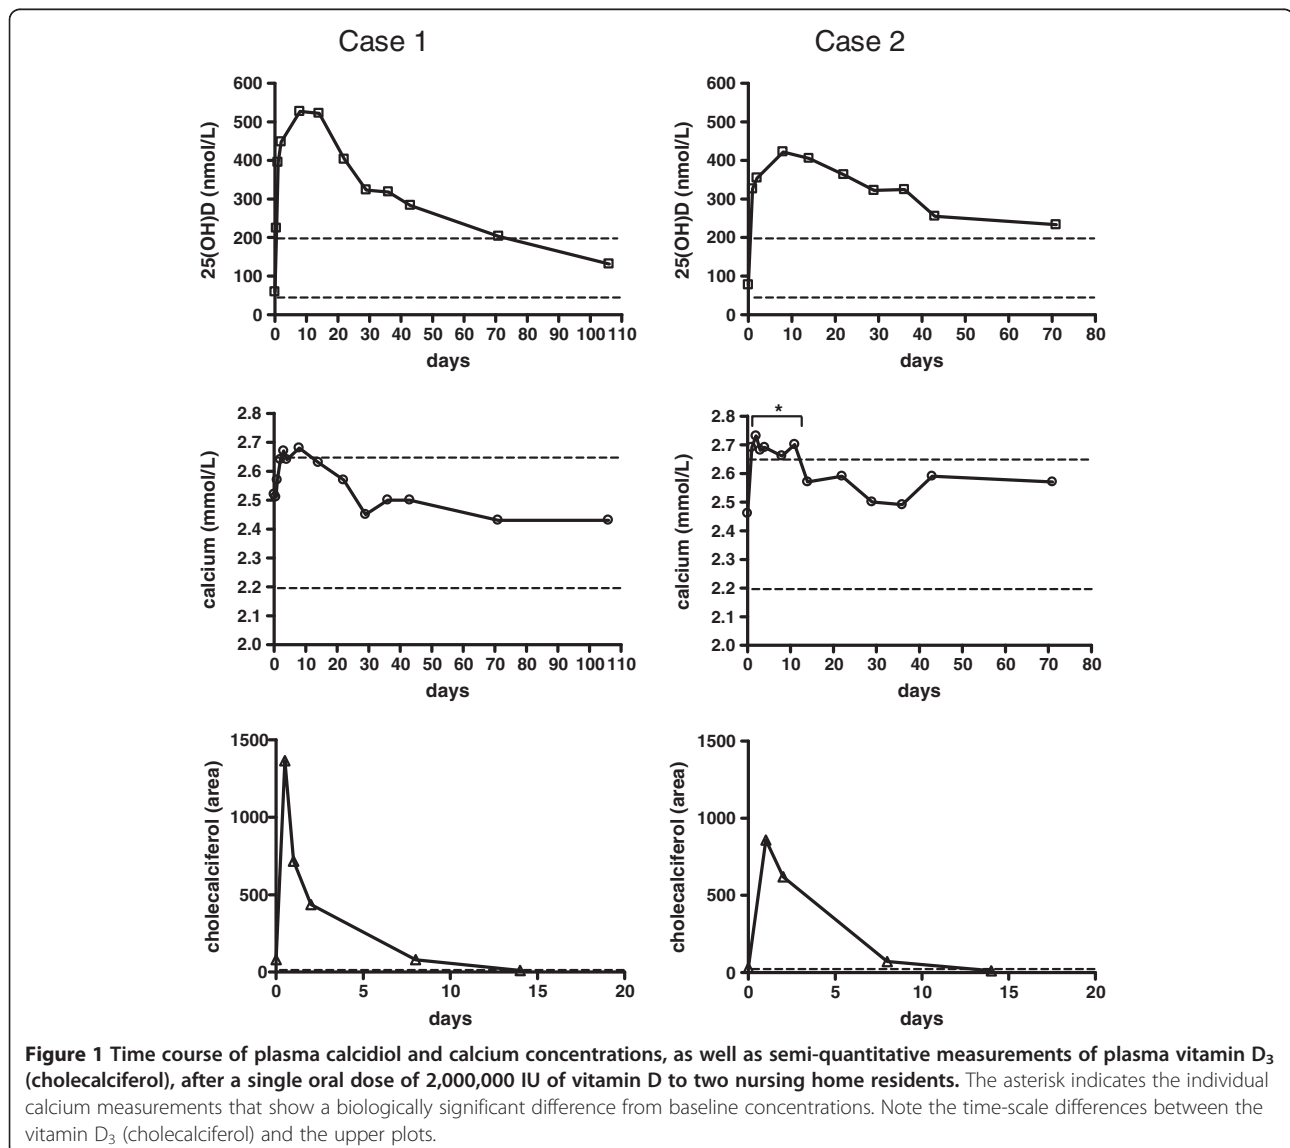 Case 1
Case 2
600
500
400
300
200
100
0
25(OH)D (nmol/L)
0 10 20 30 40 50 60 70 80 90 100 110
days
600
500
400
300
200
100
0
25(OH)D (nmol/L)
0 10 20 30 40 50 60 70 80
days
2.8
2.7
2.6
2.5
2.4
2.3
2.2
2.1
2.0
calcium (mmol/L)
0 10 20 30 40 50 60 70 80 90 100 110
days
*
2.8
2.7
2.6
2.5
2.4
2.3
2.2
2.1
2.0
calcium (mmol/L)
0 10 20 30 40 50 60 70 80
days
1500
1000
500
0
cholecalciferol (area)
0 5 10 15 20
days
1500
1000
500
0
cholecalciferol (area)
0 5 10 15 20
days
Figure 1 Time course of plasma calcidiol and calcium concentrations, as well as semi-quantitative measurements of plasma vitamin D₃
(cholecalciferol), after a single oral dose of 2,000,000 IU of vitamin D to two nursing home residents. The asterisk indicates the individual
calcium measurements that show a biologically significant difference from baseline concentrations. Note the time-scale differences between the
vitamin D₃ (cholecalciferol) and the upper plots.